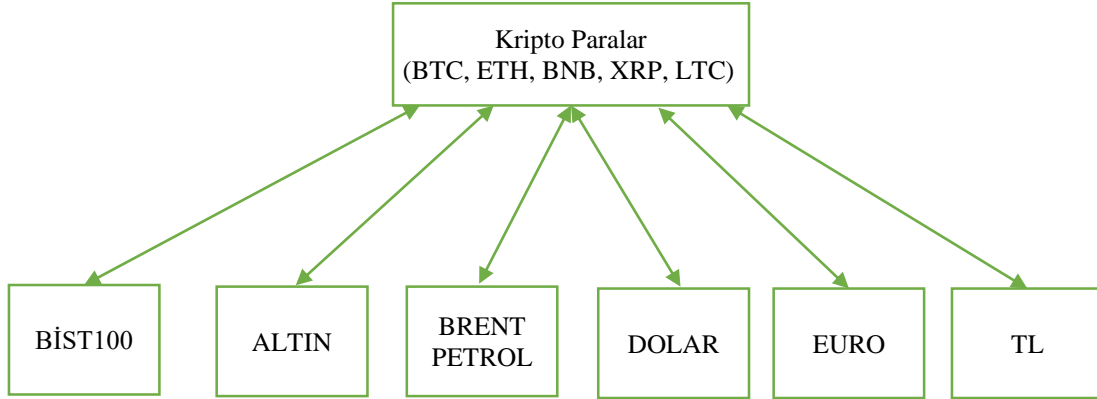 Kripto Paralar
(BTC, ETH, BNB, XRP, LTC)
BİST100
ALTIN
BRENT
PETROL
DOLAR
EURO
TL